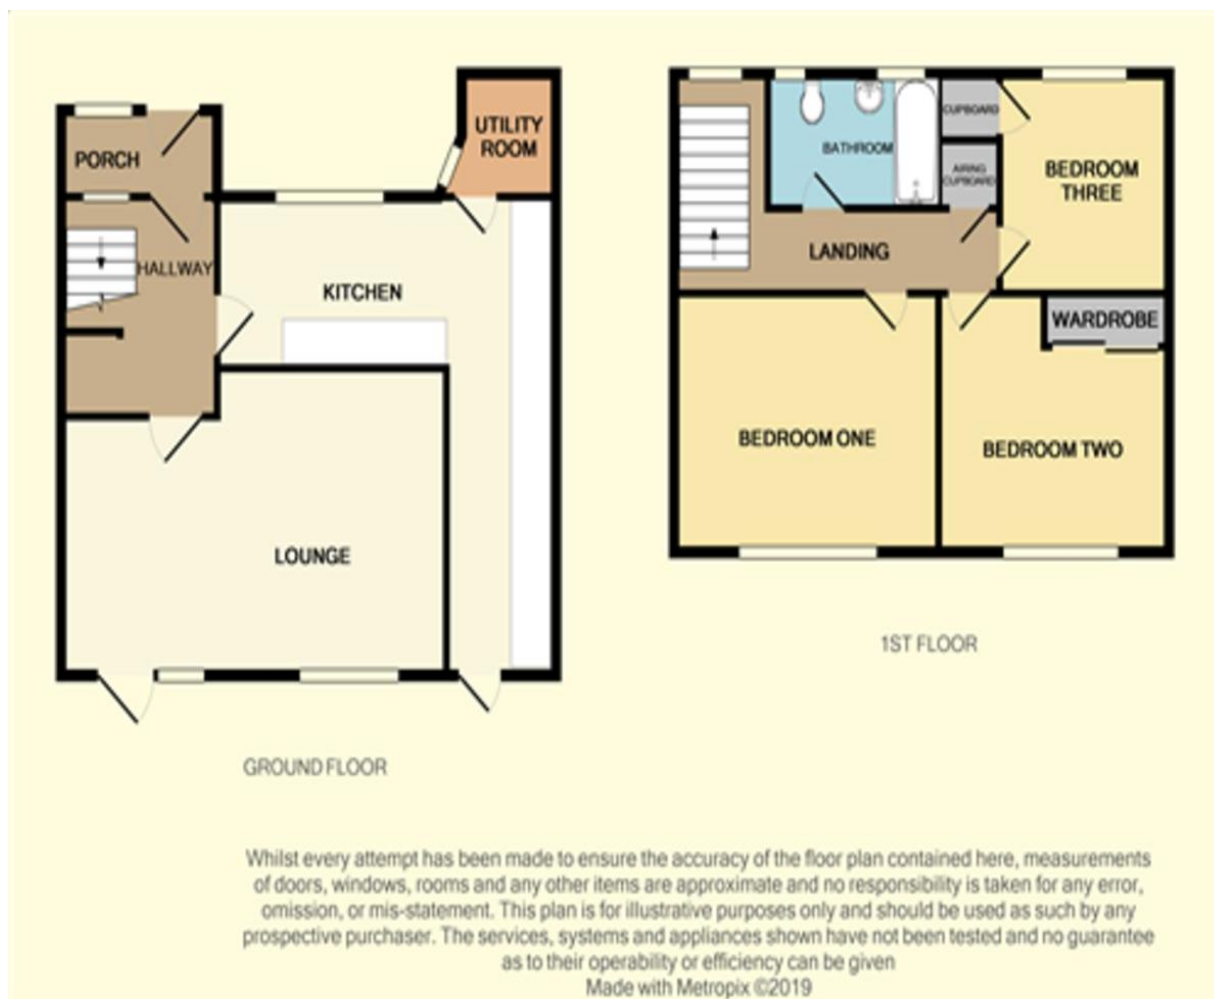 PORCH
UTILITY
ROOM
HALLWAY
KITCHEN
LOUNGE
GROUND FLOOR
BATHROOM
CUPBOARD
AIRING
CUPBOARD
BEDROOM
THREE
LANDING
WARDROBE
BEDROOM ONE
BEDROOM TWO
1ST FLOOR
Whilst every attempt has been made to ensure the accuracy of the floor plan contained here, measurements
of doors, windows, rooms and any other items are approximate and no responsibility is taken for any error,
omission, or mis-statement. This plan is for illustrative purposes only and should be used as such by any
prospective purchaser. The services, systems and appliances shown have not been tested and no guarantee
as to their operability or efficiency can be given
Made with Metropix ©2019